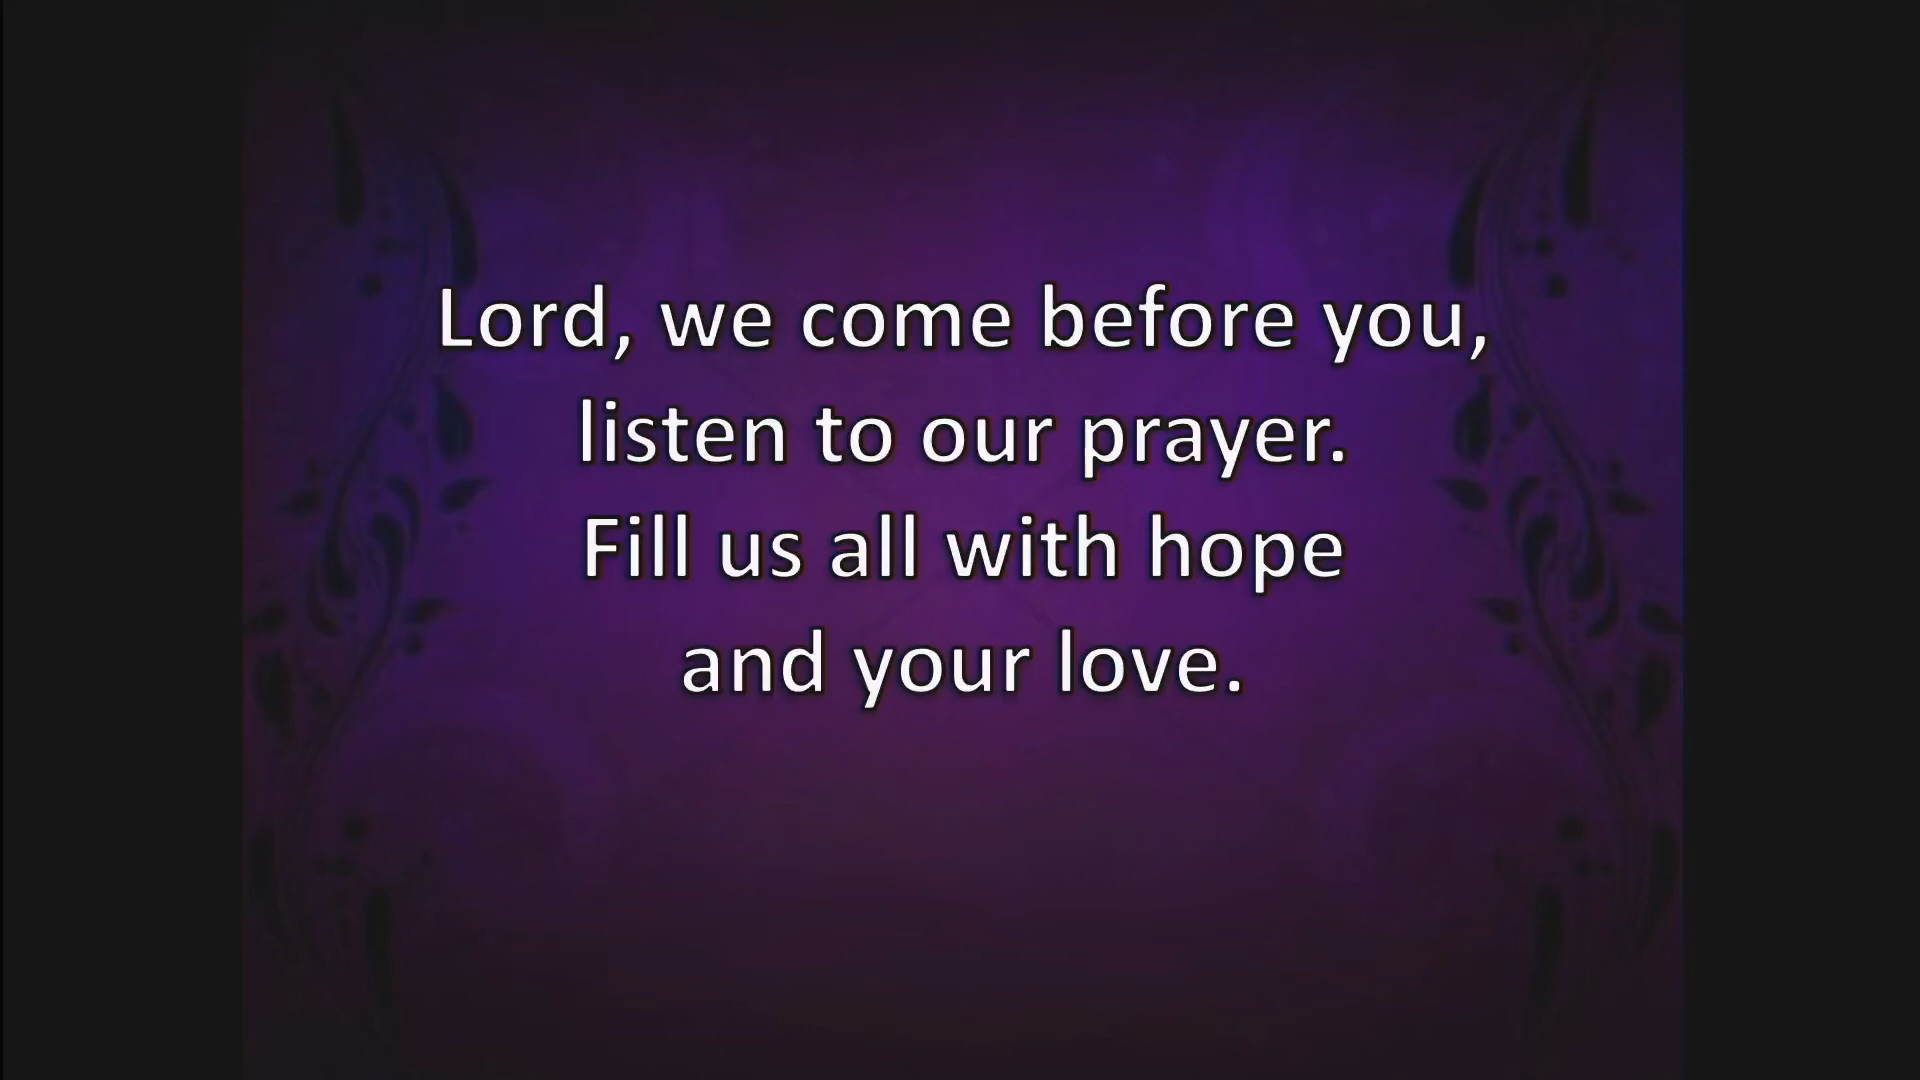 Lord, we come before you,
listen to our prayer.
Fill us all with hope
and your love.